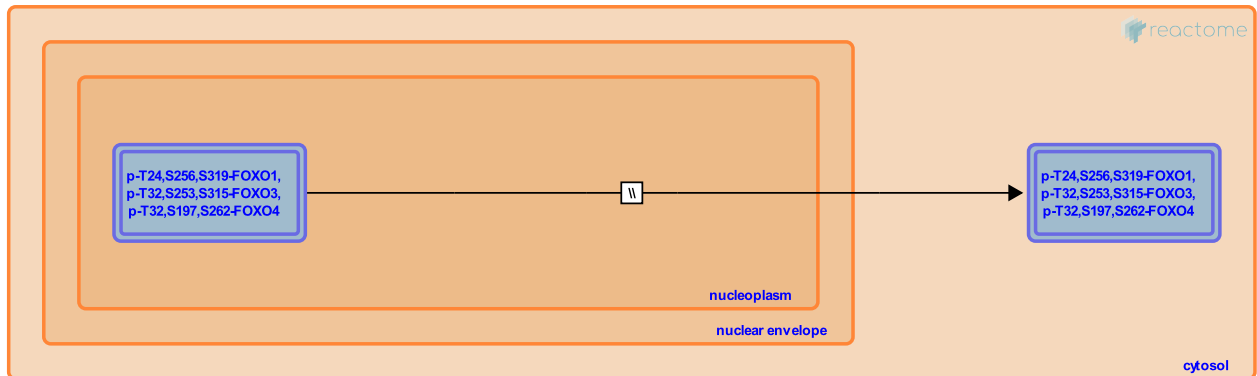 reactome
p-T24,S256,S319-FOXO1,
p-T32,S253,S315-FOXO3,
p-T32,S197,S262-FOXO4
\\
p-T24,S256,S319-FOXO1,
p-T32,S253,S315-FOXO3,
p-T32,S197,S262-FOXO4
nucleoplasm
nuclear envelope
cytosol